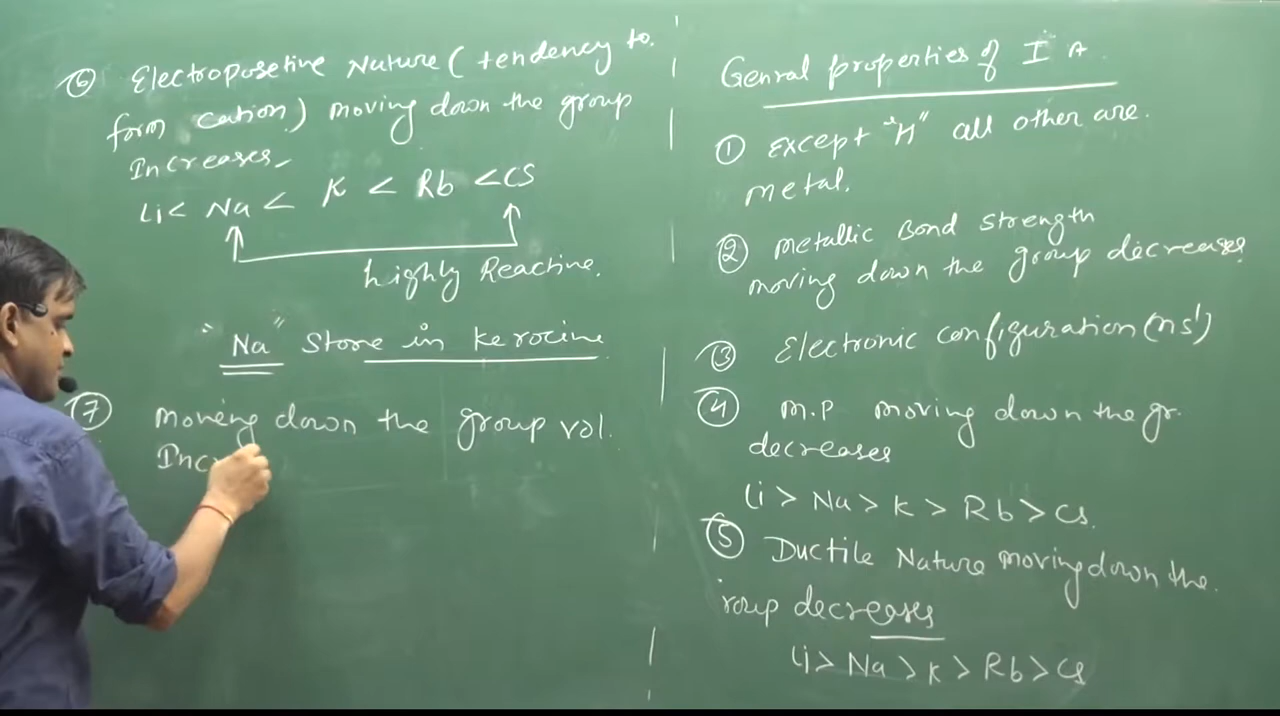 Genral properties of I A.
① Except "H" all other are.
metal.
② metallic Bond strength
moving down the group decreases
③ Electronic configuration (ns¹)
④ M.P moving down the gr.
decreases
Li > Na > K > Rb > Cs.
⑤ Ductile Nature moving down the.
roup decreases
Li > Na > K > Rb > Cs
⑥ Electroposetive Nature ( tendency to.
form cation) moving down the group
Increases
Li < Na < K < Rb < Cs
highly Reactive.
"Na" Store in kerocine
⑦ moving down the group vol.
Inc